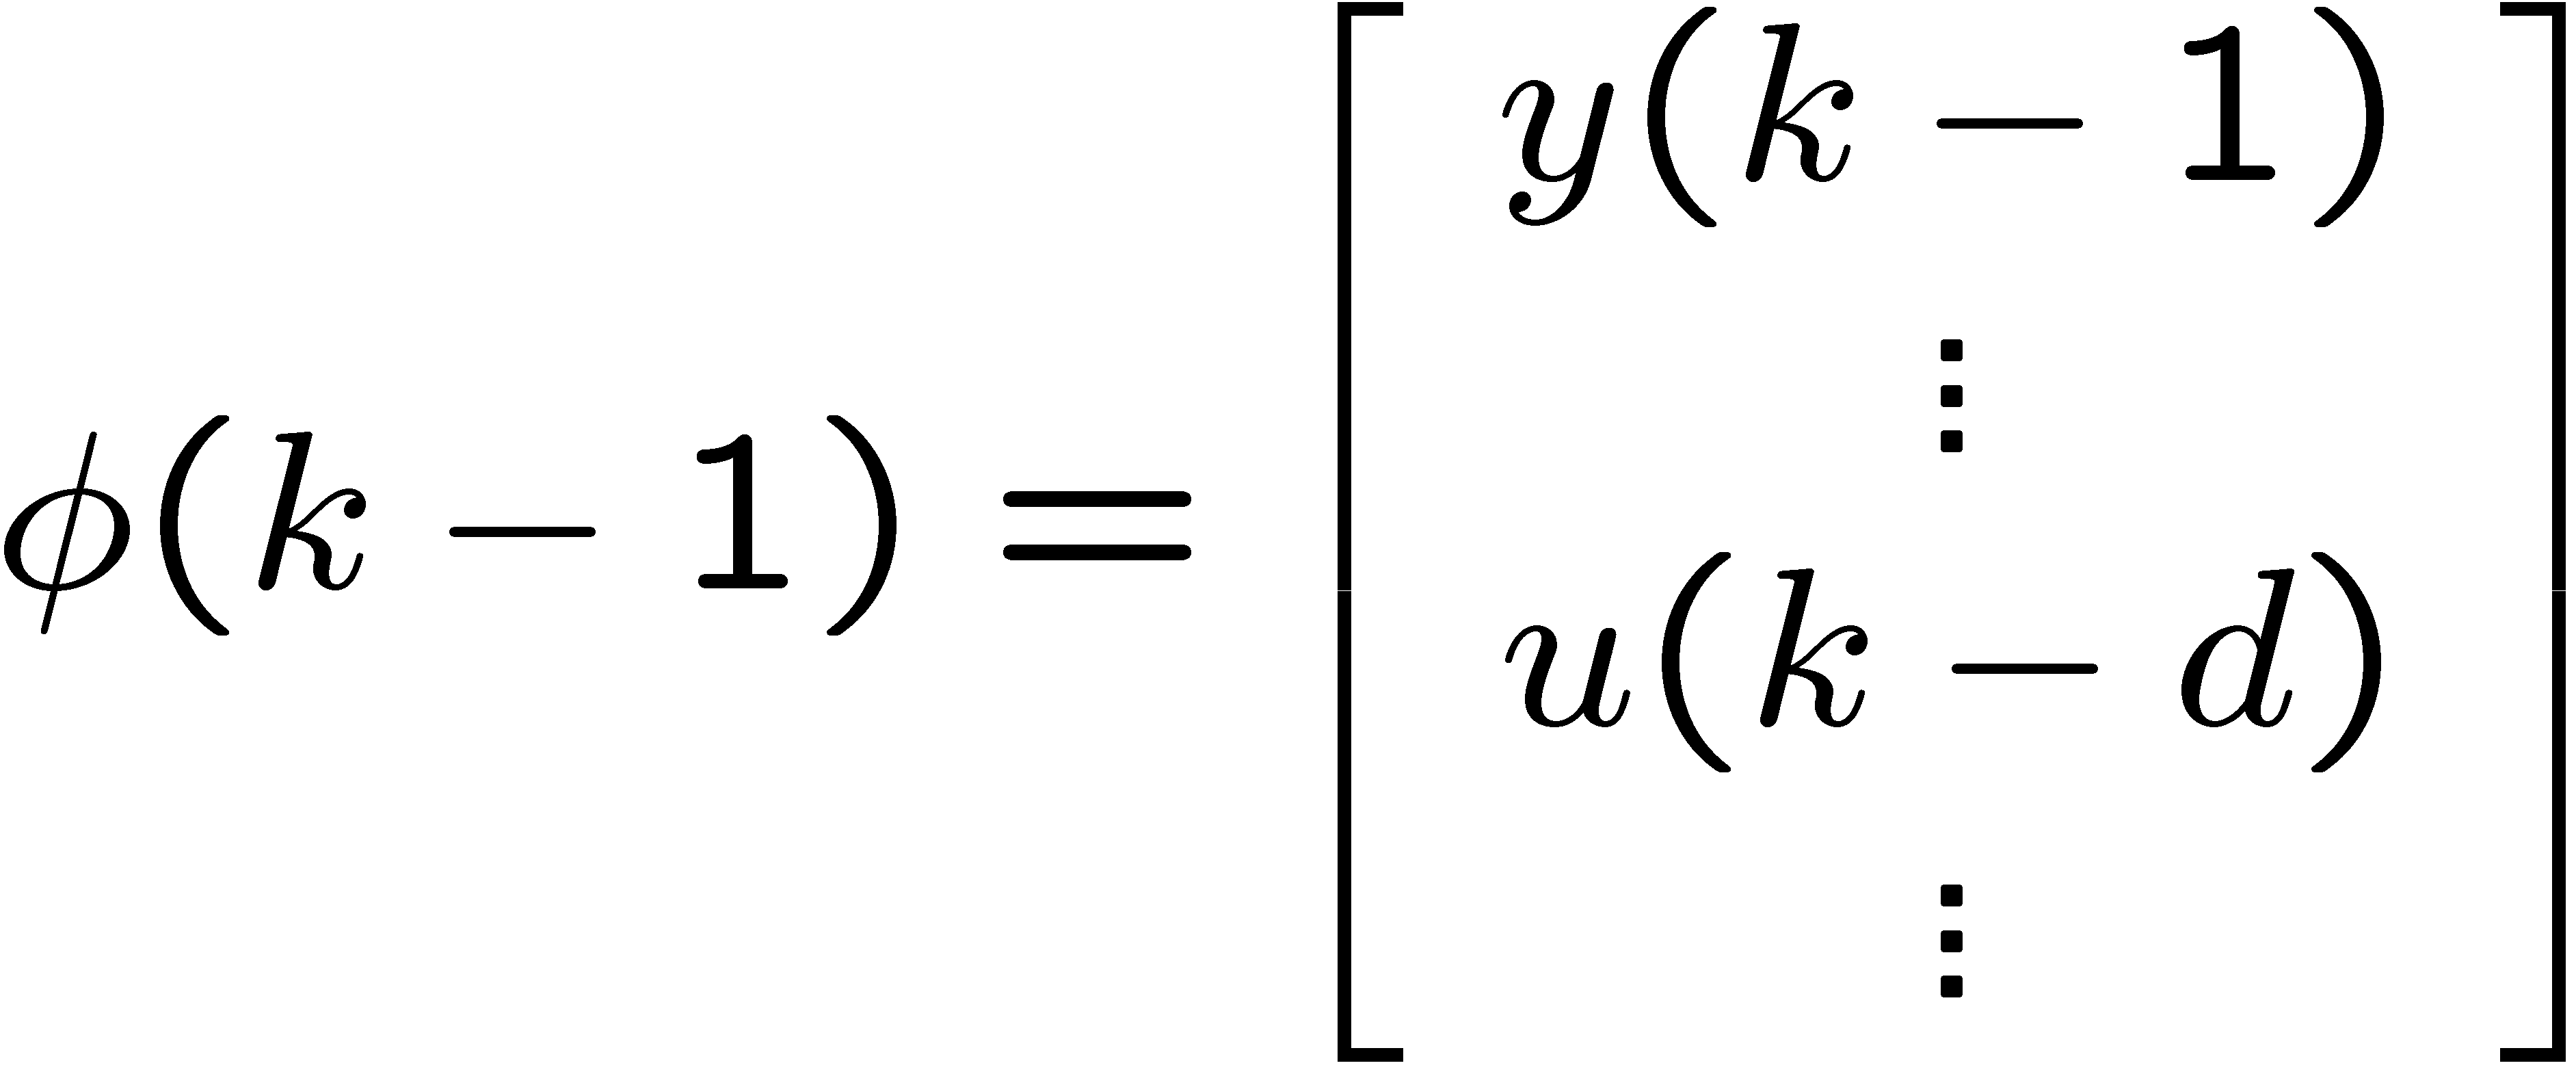 y(k − 1)
⋮
ϕ(k − 1) =
u(k − d)
⋮